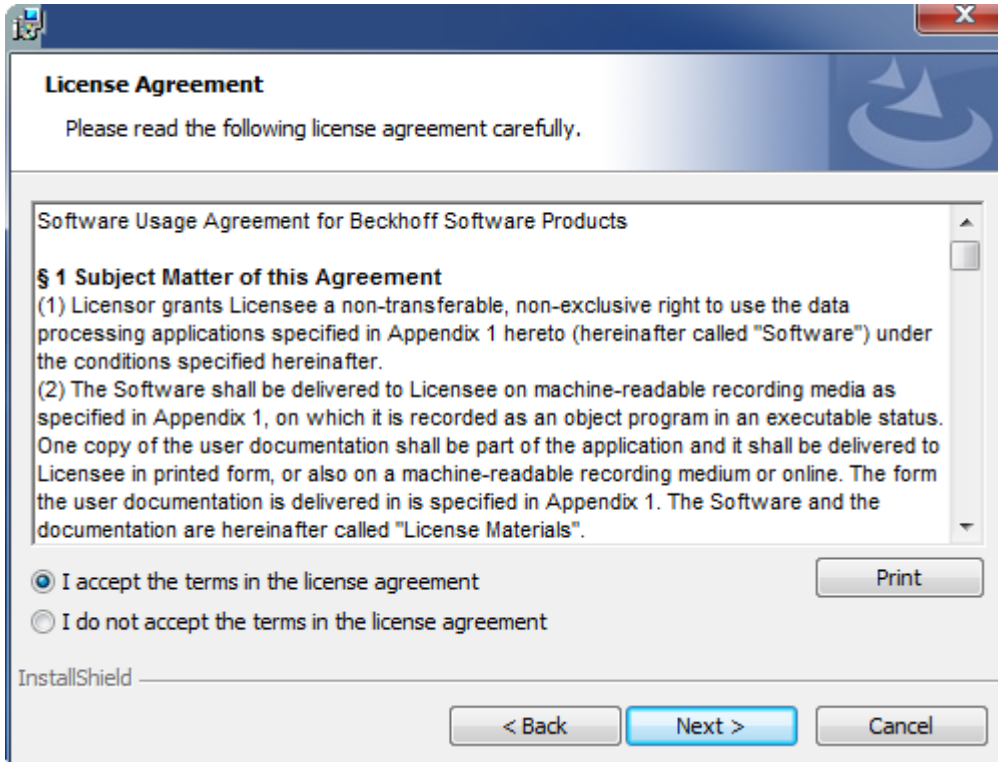 License Agreement
Please read the following license agreement carefully.
Software Usage Agreement for Beckhoff Software Products
§ 1 Subject Matter of this Agreement
(1) Licensor grants Licensee a non-transferable, non-exclusive right to use the data
processing applications specified in Appendix 1 hereto (hereinafter called "Software") under
the conditions specified hereinafter.
(2) The Software shall be delivered to Licensee on machine-readable recording media as
specified in Appendix 1, on which it is recorded as an object program in an executable status.
One copy of the user documentation shall be part of the application and it shall be delivered to
Licensee in printed form, or also on a machine-readable recording medium or online. The form
the user documentation is delivered in is specified in Appendix 1. The Software and the
documentation are hereinafter called "License Materials".
I accept the terms in the license agreement
Print
I do not accept the terms in the license agreement
InstallShield
< Back
Next >
Cancel